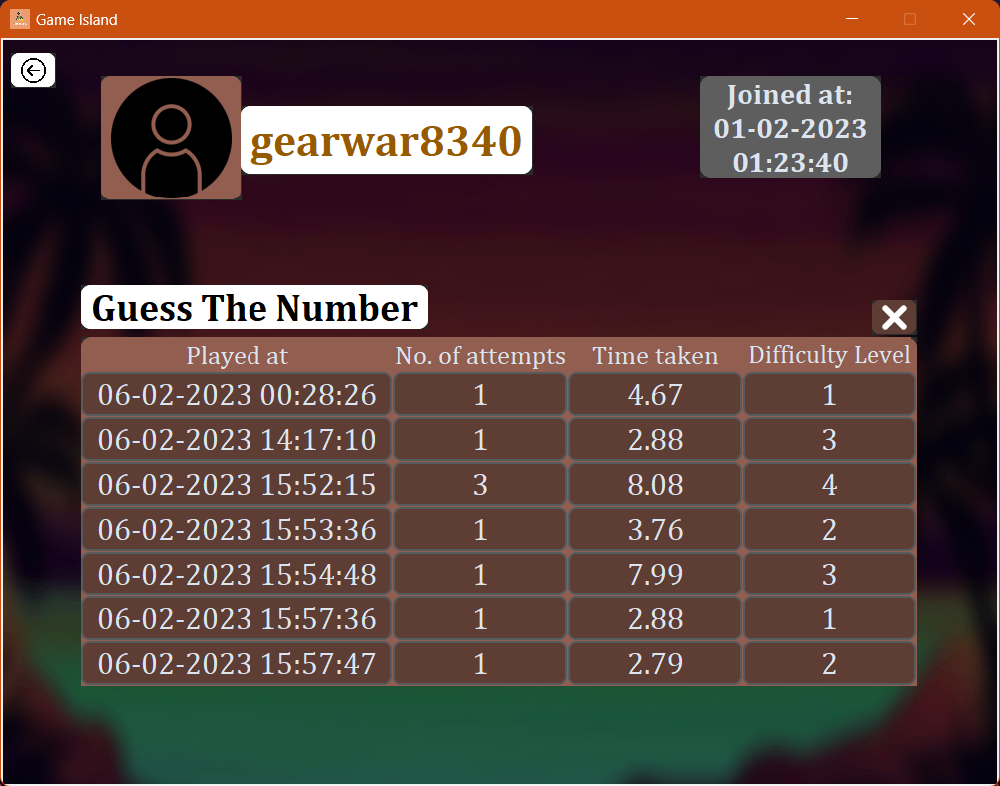 Game Island
gearwar8340
Joined at:
01-02-2023
01:23:40
Guess The Number
Played at No. of attempts Time taken Difficulty Level
06-02-2023 00:28:26 1 4.67 1
06-02-2023 14:17:10 1 2.88 3
06-02-2023 15:52:15 3 8.08 4
06-02-2023 15:53:36 1 3.76 2
06-02-2023 15:54:48 1 7.99 3
06-02-2023 15:57:36 1 2.88 1
06-02-2023 15:57:47 1 2.79 2